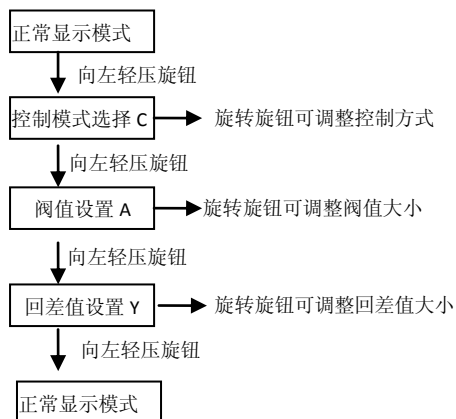 正常显示模式
向左轻压旋钮
控制模式选择 C
旋转旋钮可调整控制方式
向左轻压旋钮
阀值设置 A
旋转旋钮可调整阀值大小
向左轻压旋钮
回差值设置 Y
旋转旋钮可调整回差值大小
向左轻压旋钮
正常显示模式